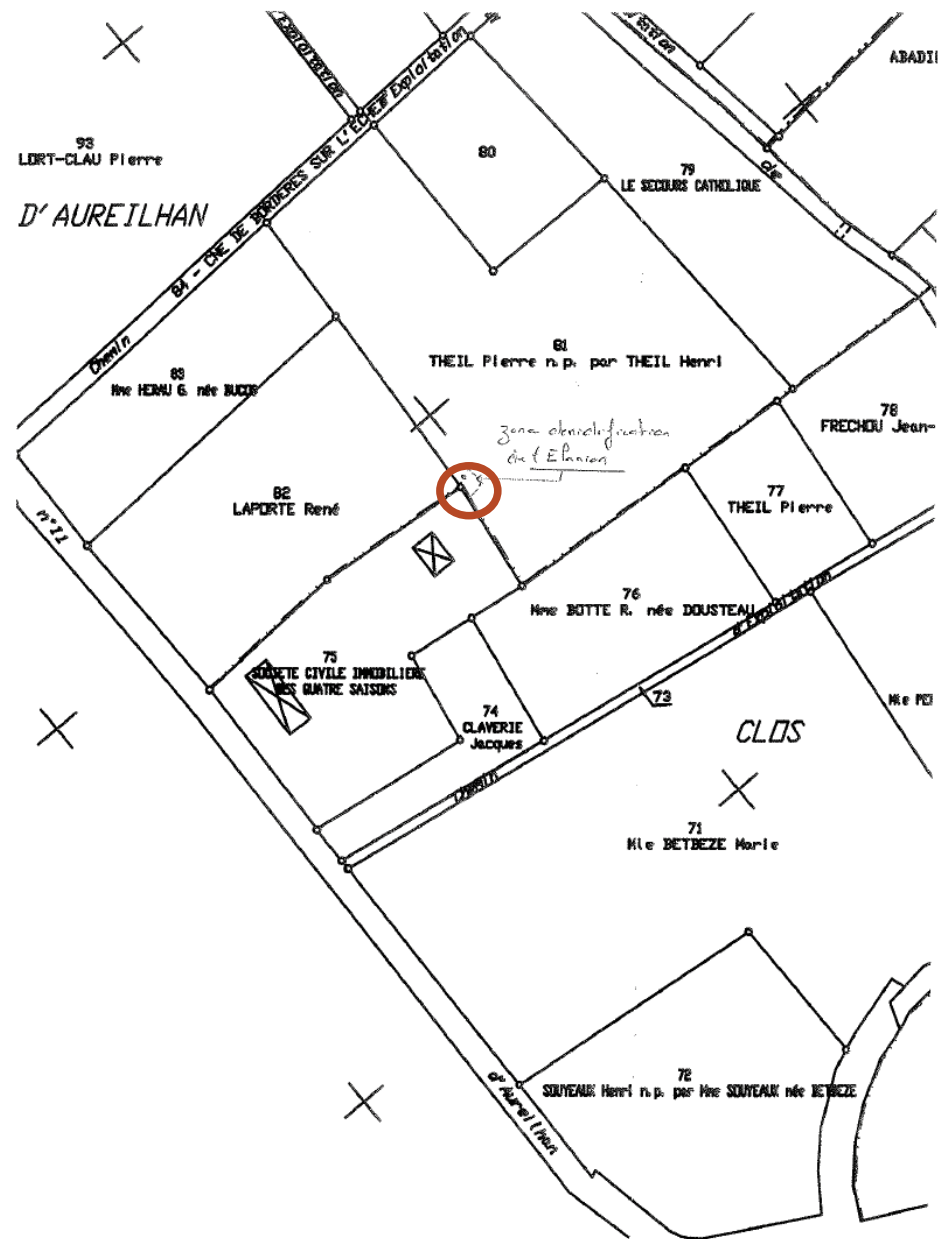 d'Exploitation
ABADI
93
LORT-CLAU Pierre
D'AUREILHAN
84 - CNE DE BORDERES SUR L'ECHEZ
Chemin
80
79
LE SECOURS CATHOLIQUE
de
81
THEIL Pierre n.p. par THEIL Henri
83
Mme HERAU G. née BUCOS
78
FRECHOU Jean-
zone
de l'Elanion
82
LAPORTE René
77
THEIL Pierre
n°11
76
Mme BOTTE R. née DOUSTEAU
d'Exploitation
75
SOCIETE CIVILE IMMOBILIERE
DES QUATRE SAISONS
73
74
CLAVERIE
Jacques
CLOS
Chemin
71
Mle BETBEZE Marie
72
SOUYEAUX Henri n.p. par Mme SOUYEAUX née BETBEZE
d'Aureilhan